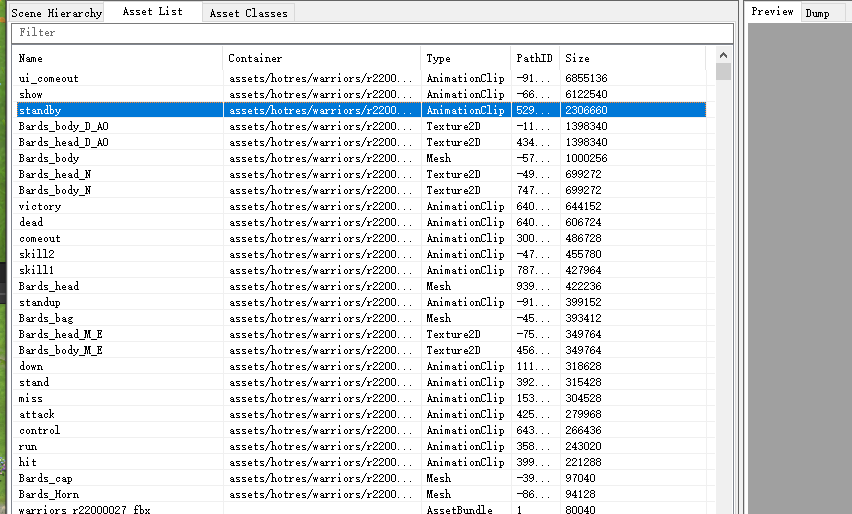 Scene Hierarchy Asset List Asset Classes Preview Dump
Filter
Name Container Type PathID Size
ui_comeout assets/hotres/warriors/r2200... AnimationClip -91... 6855136
show assets/hotres/warriors/r2200... AnimationClip -66... 6122540
standby assets/hotres/warriors/r2200... AnimationClip 529... 2306660
Bards_body_D_AO assets/hotres/warriors/r2200... Texture2D -11... 1398340
Bards_head_D_AO assets/hotres/warriors/r2200... Texture2D 434... 1398340
Bards_body assets/hotres/warriors/r2200... Mesh -57... 1000256
Bards_head_N assets/hotres/warriors/r2200... Texture2D -49... 699272
Bards_body_N assets/hotres/warriors/r2200... Texture2D 747... 699272
victory assets/hotres/warriors/r2200... AnimationClip 640... 644152
dead assets/hotres/warriors/r2200... AnimationClip 640... 606724
comeout assets/hotres/warriors/r2200... AnimationClip 300... 486728
skill2 assets/hotres/warriors/r2200... AnimationClip -47... 455780
skill1 assets/hotres/warriors/r2200... AnimationClip 787... 427964
Bards_head assets/hotres/warriors/r2200... Mesh 939... 422236
standup assets/hotres/warriors/r2200... AnimationClip -91... 399152
Bards_bag assets/hotres/warriors/r2200... Mesh -45... 393412
Bards_head_M_E assets/hotres/warriors/r2200... Texture2D -75... 349764
Bards_body_M_E assets/hotres/warriors/r2200... Texture2D 456... 349764
down assets/hotres/warriors/r2200... AnimationClip 111... 318628
stand assets/hotres/warriors/r2200... AnimationClip 392... 315428
miss assets/hotres/warriors/r2200... AnimationClip 153... 304528
attack assets/hotres/warriors/r2200... AnimationClip 425... 279968
control assets/hotres/warriors/r2200... AnimationClip 643... 266436
run assets/hotres/warriors/r2200... AnimationClip 358... 243020
hit assets/hotres/warriors/r2200... AnimationClip 399... 221288
Bards_cap assets/hotres/warriors/r2200... Mesh -39... 97040
Bards_Horn assets/hotres/warriors/r2200... Mesh -86... 94128
warriors_r22000027_fbx AssetBundle 1 80040